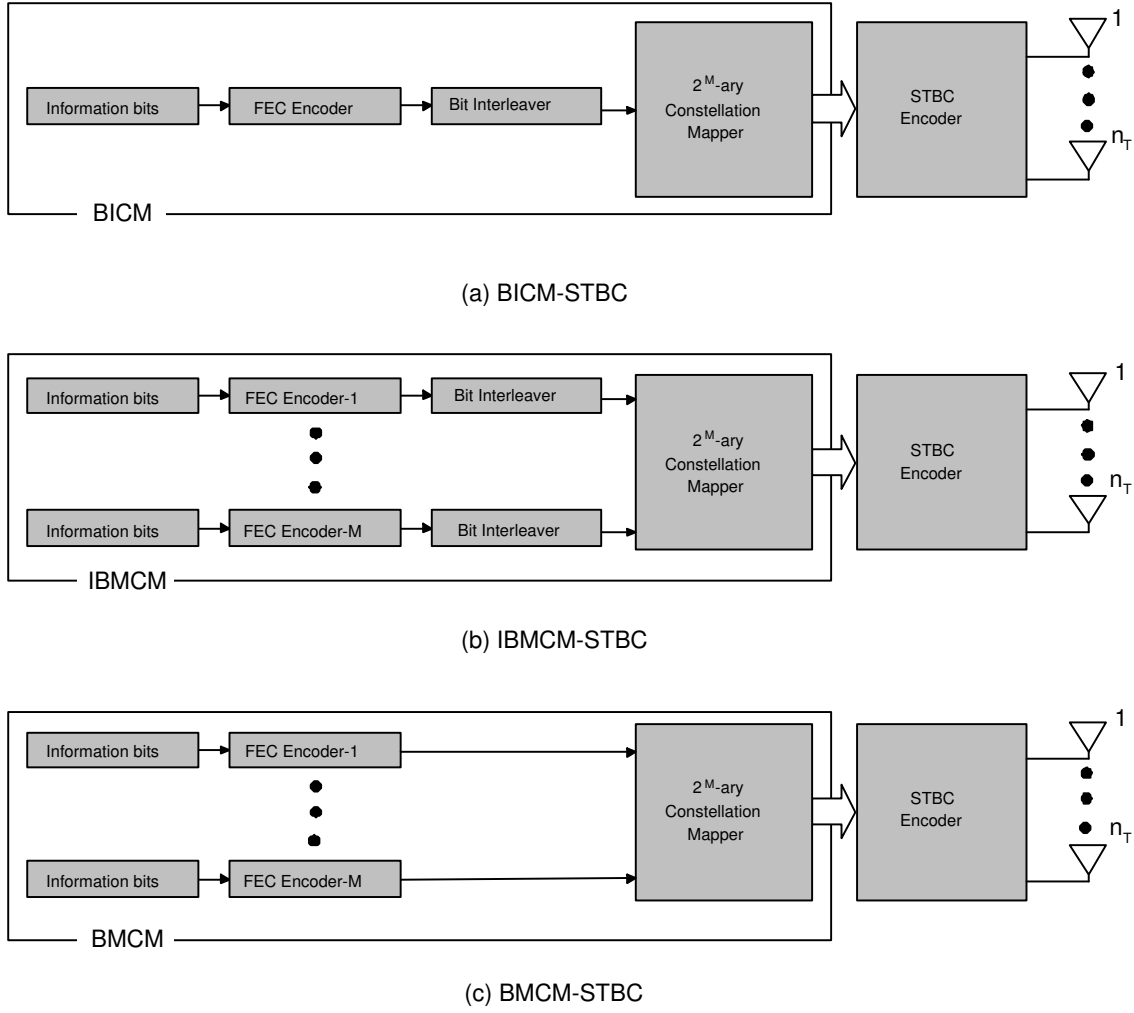 1
Information bits
FEC Encoder
Bit Interleaver
2^M-ary
Constellation
Mapper
STBC
Encoder
n_T
BICM
(a) BICM-STBC
1
Information bits
FEC Encoder-1
Bit Interleaver
2^M-ary
Constellation
Mapper
STBC
Encoder
n_T
Information bits
FEC Encoder-M
Bit Interleaver
IBMCM
(b) IBMCM-STBC
1
Information bits
FEC Encoder-1
2^M-ary
Constellation
Mapper
STBC
Encoder
n_T
Information bits
FEC Encoder-M
BMCM
(c) BMCM-STBC